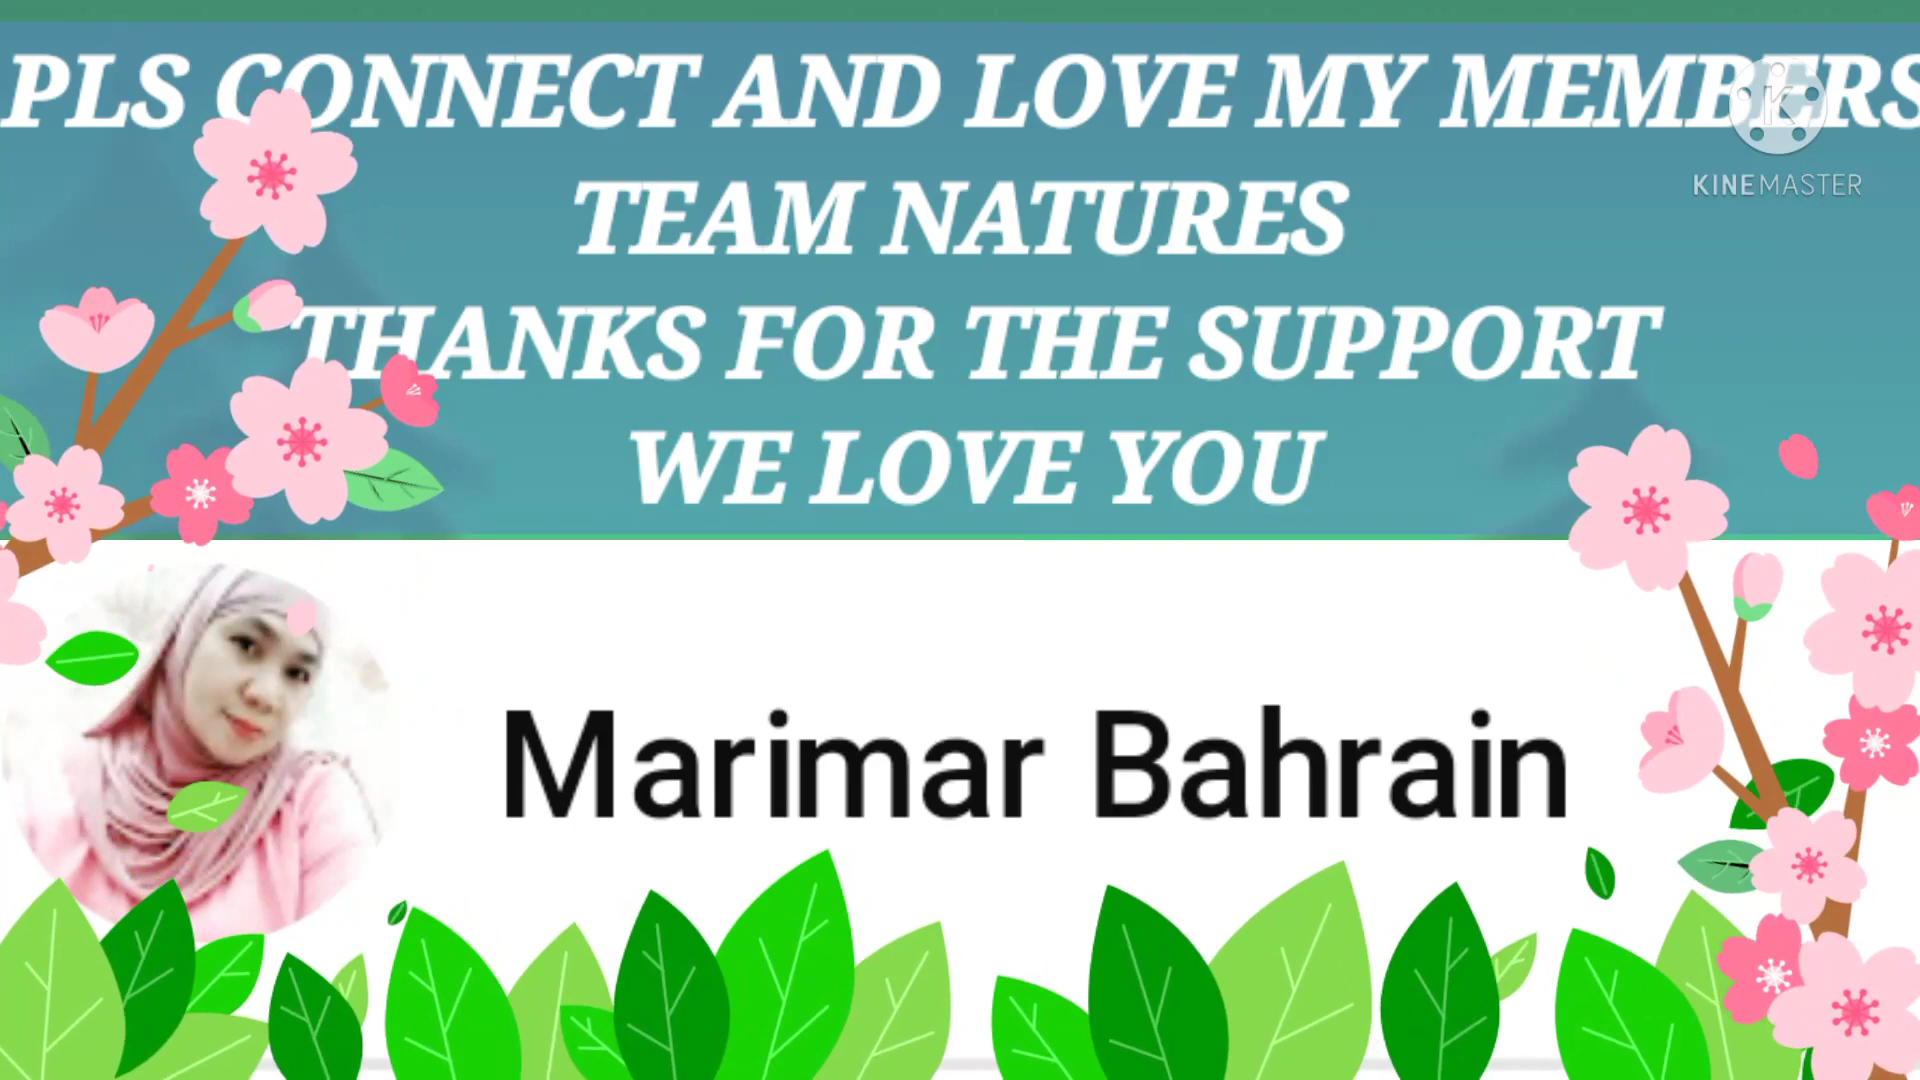 PLS CONNECT AND LOVE MY MEMBERS
KINEMASTER
TEAM NATURES
THANKS FOR THE SUPPORT
WE LOVE YOU
Marimar Bahrain